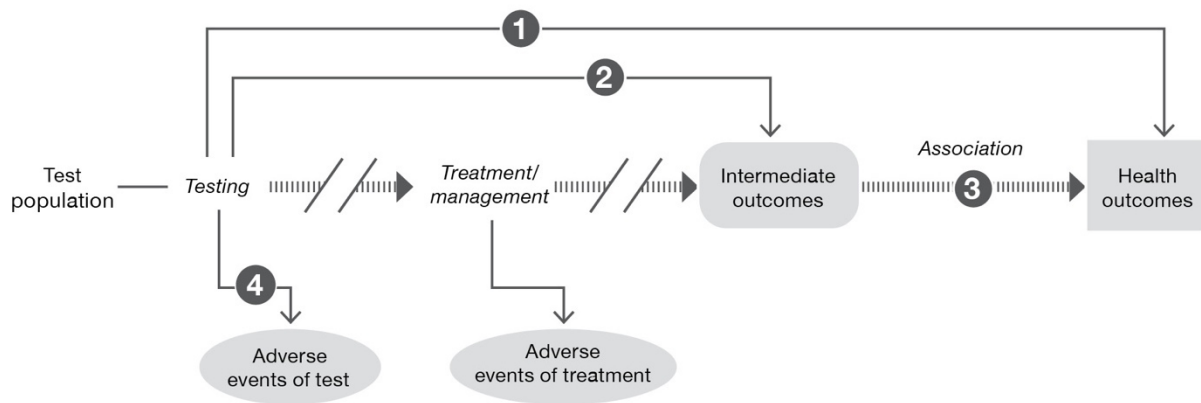 1
2
Test
population
Testing
Treatment/
management
Intermediate
outcomes
Association
3
Health
outcomes
4
Adverse
events of test
Adverse
events of treatment